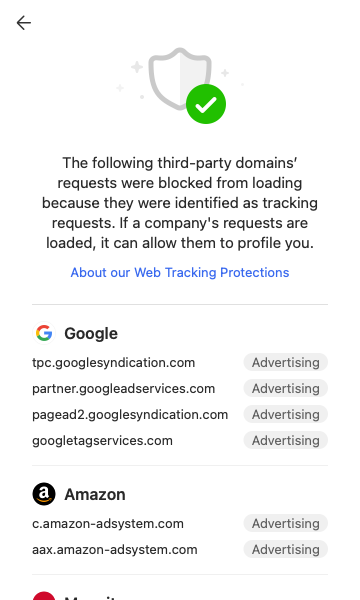 The following third-party domains’
requests were blocked from loading
because they were identified as tracking
requests. If a company's requests are
loaded, it can allow them to profile you.
About our Web Tracking Protections
Google
tpc.googlesyndication.com Advertising
partner.googleadservices.com Advertising
pagead2.googlesyndication.com Advertising
googletagservices.com Advertising
Amazon
c.amazon-adsystem.com Advertising
aax.amazon-adsystem.com Advertising